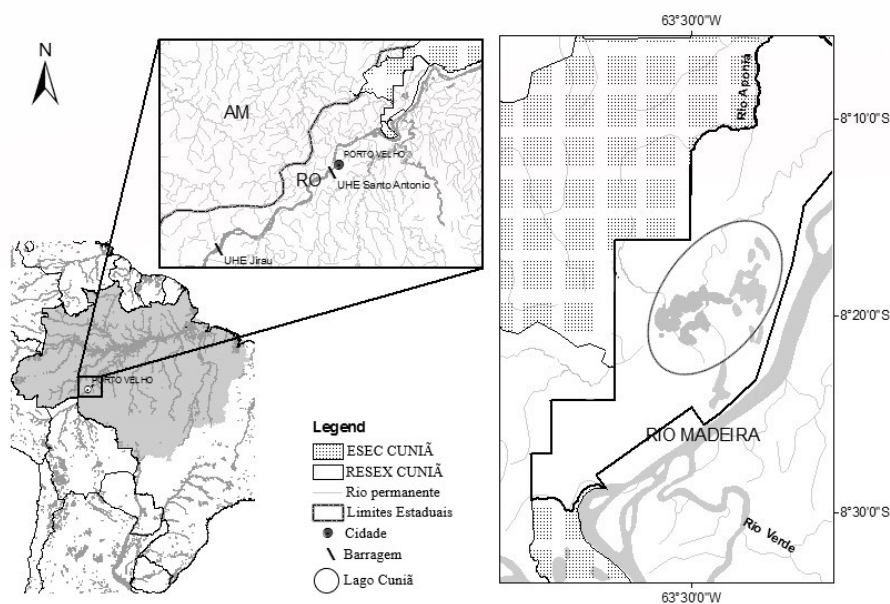 N
AM
PORTO VELHO
RO
UHE Santo Antonio
UHE Jirau
PORTO VELHO
Legend
ESEC CUNIÃ
RESEX CUNIÃ
Rio permanente
Limites Estaduais
Cidade
Barragem
Lago Cuniã
63°30'0"W
Rio Aponiã
8°10'0"S
8°20'0"S
RIO MADEIRA
8°30'0"S
Rio Verde
63°30'0"W